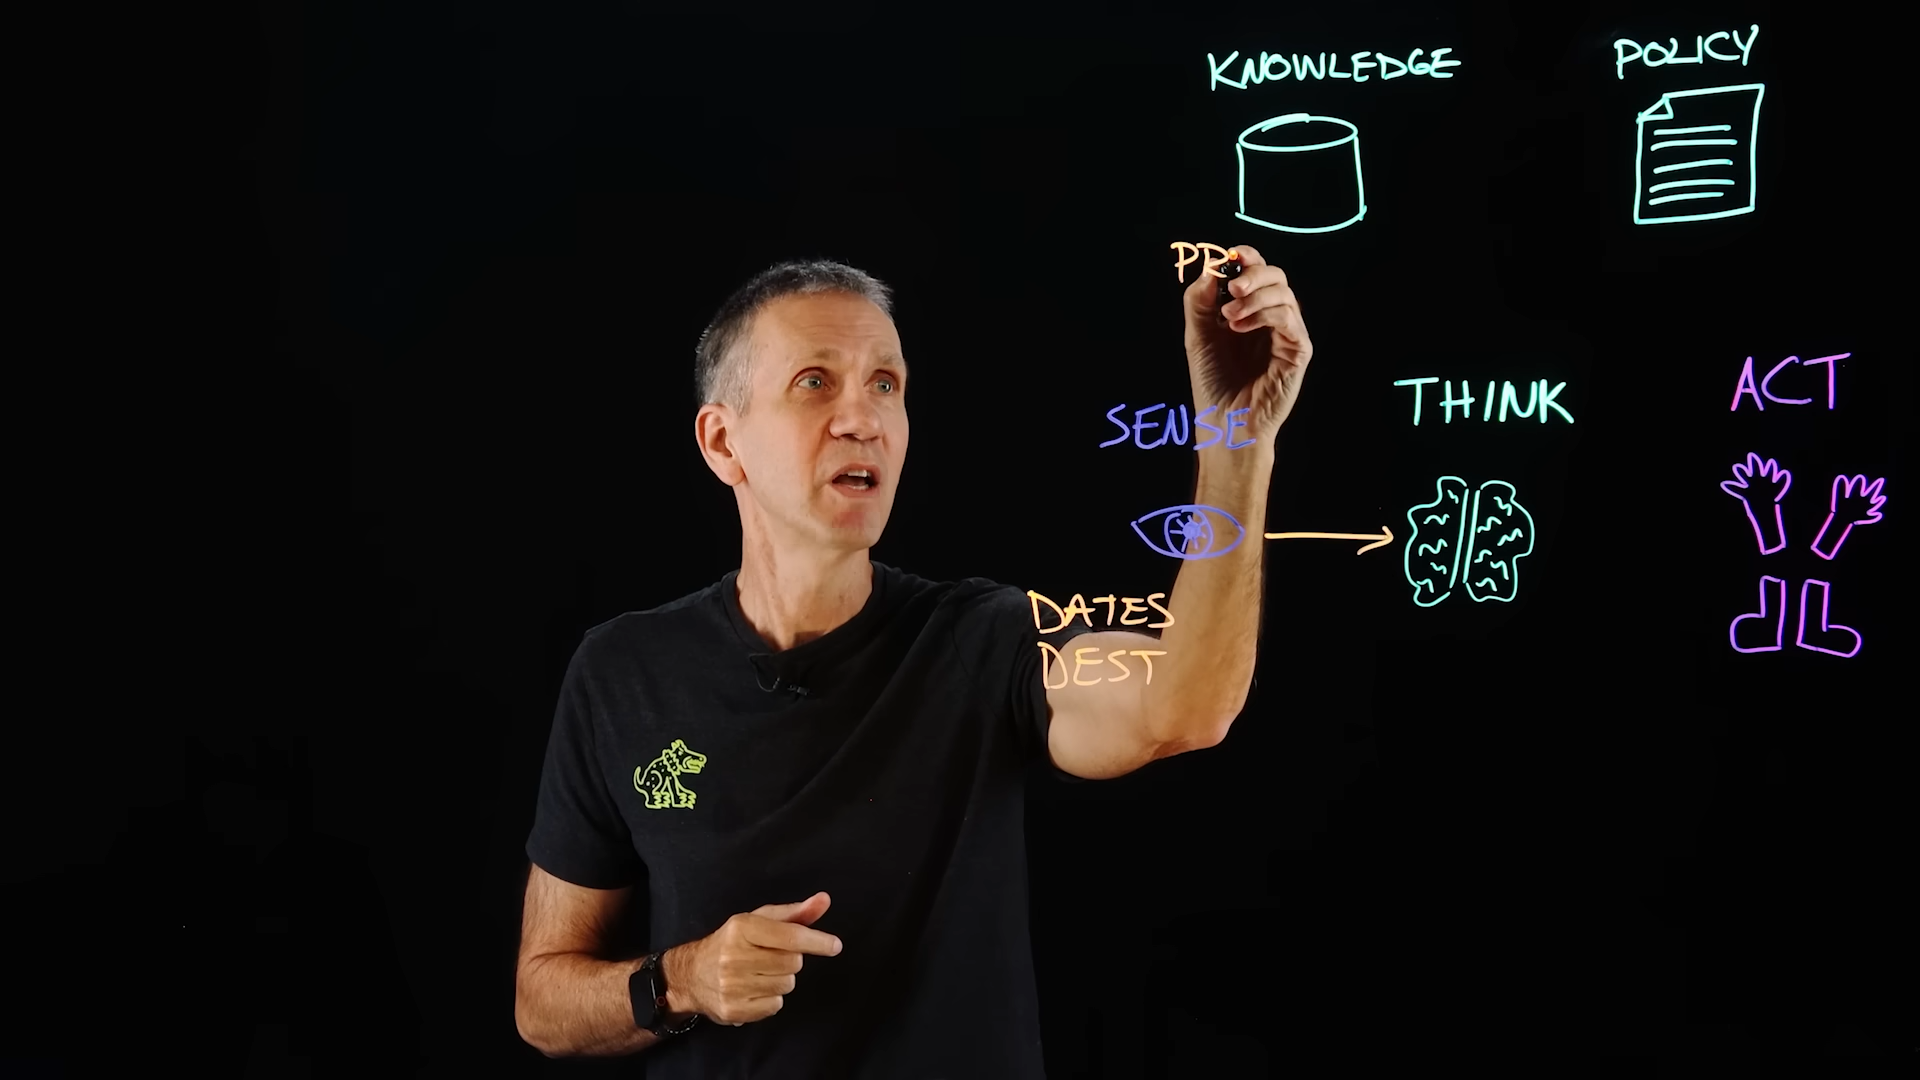 KNOWLEDGE
POLICY
PR
THINK
ACT
SENSE
DATES
DEST